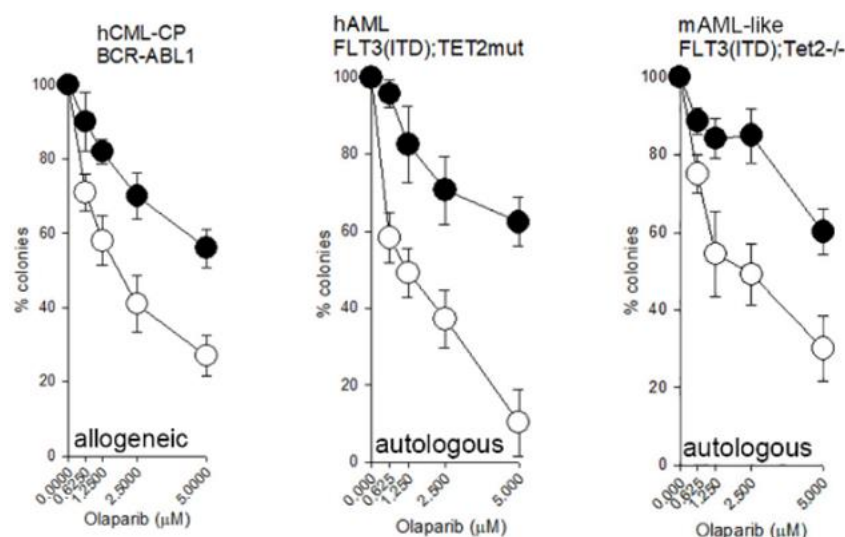 hCML-CP
BCR-ABL1
100
80
60
40
20
0
% colonies
allogeneic
0.0000
0.6250
1.2500
2.5000
5.0000
Olaparib (μM)
hAML
FLT3(ITD);TET2mut
100
80
60
40
20
0
% colonies
autologous
0.000
0.625
1.250
2.500
5.000
Olaparib (μM)
mAML-like
FLT3(ITD);Tet2-/-
100
80
60
40
20
0
% colonies
autologous
0.000
0.625
1.250
2.500
5.000
Olaparib (μM)